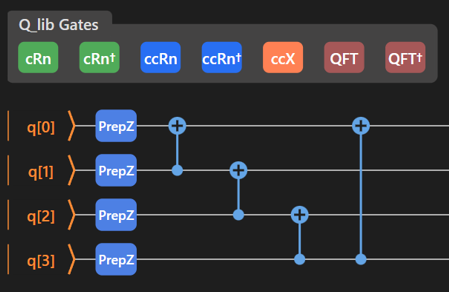 Q_lib Gates
cRn cRn† ccRn ccRn† ccX QFT QFT†
q[0] PrepZ
q[1] PrepZ
q[2] PrepZ
q[3] PrepZ